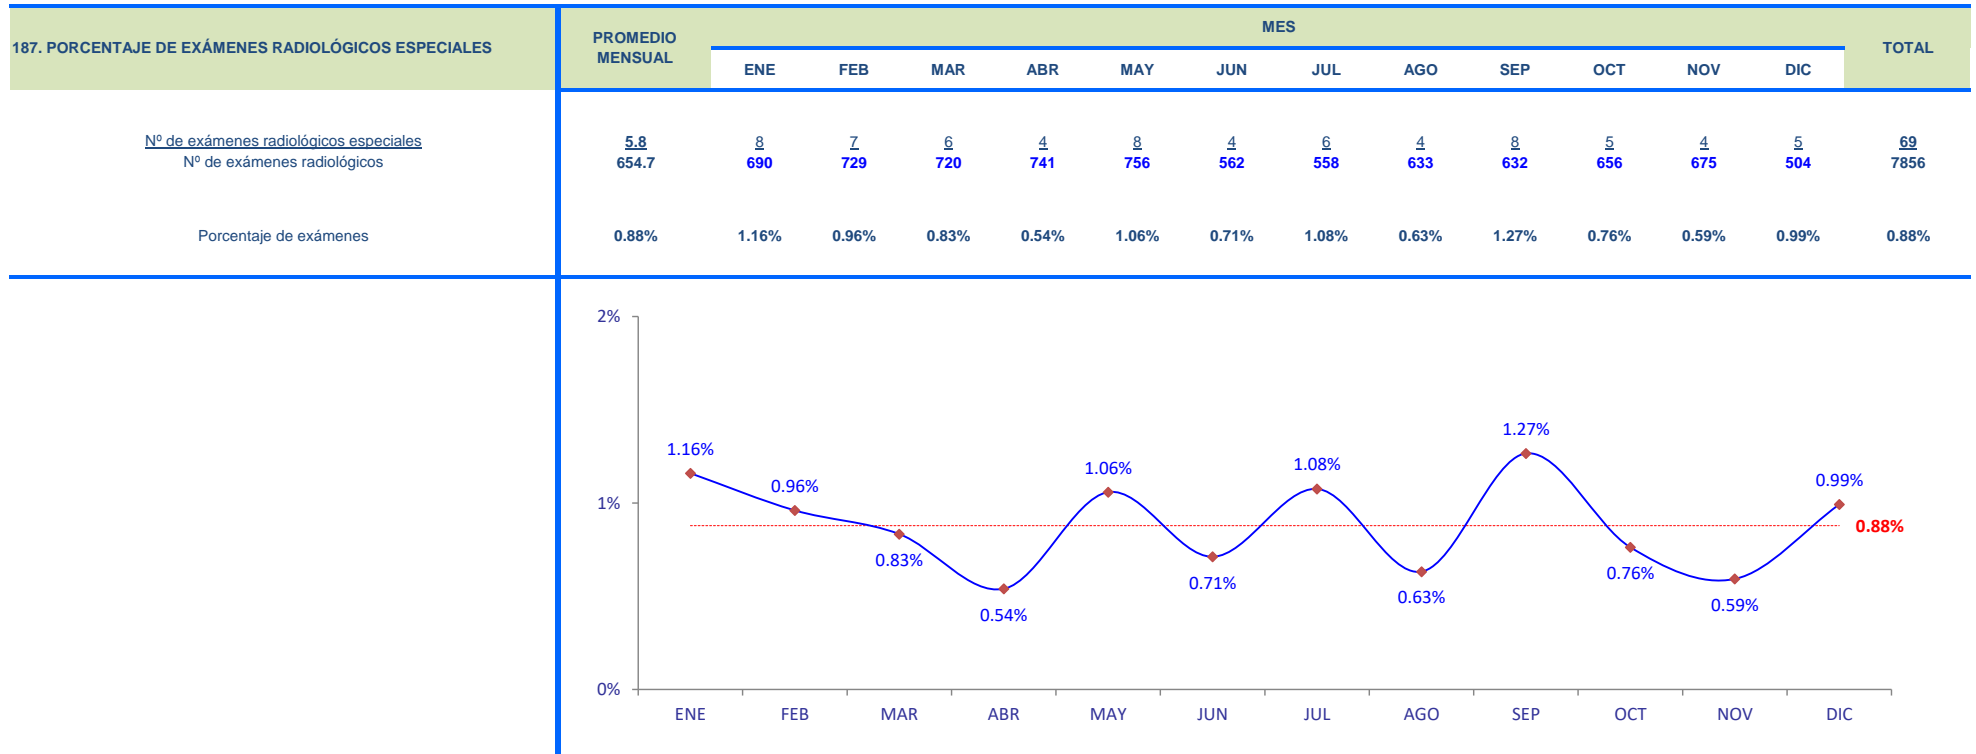 187. PORCENTAJE DE EXÁMENES RADIOLÓGICOS ESPECIALES
PROMEDIO MENSUAL
MES
TOTAL
ENE FEB MAR ABR MAY JUN JUL AGO SEP OCT NOV DIC
Nº de exámenes radiológicos especiales 5.8 8 7 6 4 8 4 6 4 8 5 4 5 69
Nº de exámenes radiológicos 654.7 690 729 720 741 756 562 558 633 632 656 675 504 7856
Porcentaje de exámenes 0.88% 1.16% 0.96% 0.83% 0.54% 1.06% 0.71% 1.08% 0.63% 1.27% 0.76% 0.59% 0.99% 0.88%
2%
1%
0%
1.16%
0.96%
0.83%
0.54%
1.06%
0.71%
1.08%
0.63%
1.27%
0.76%
0.59%
0.99%
0.88%
ENE FEB MAR ABR MAY JUN JUL AGO SEP OCT NOV DIC